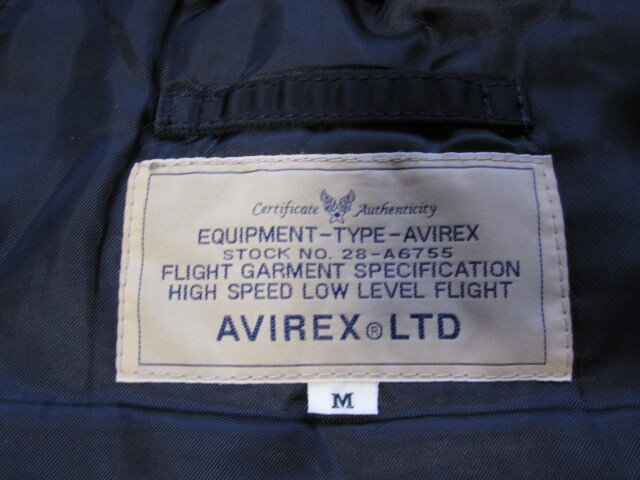 Certificate Authenticity
EQUIPMENT-TYPE-AVIREX
STOCK NO. 28-A6755
FLIGHT GARMENT SPECIFICATION
HIGH SPEED LOW LEVEL FLIGHT
AVIREX® LTD
M